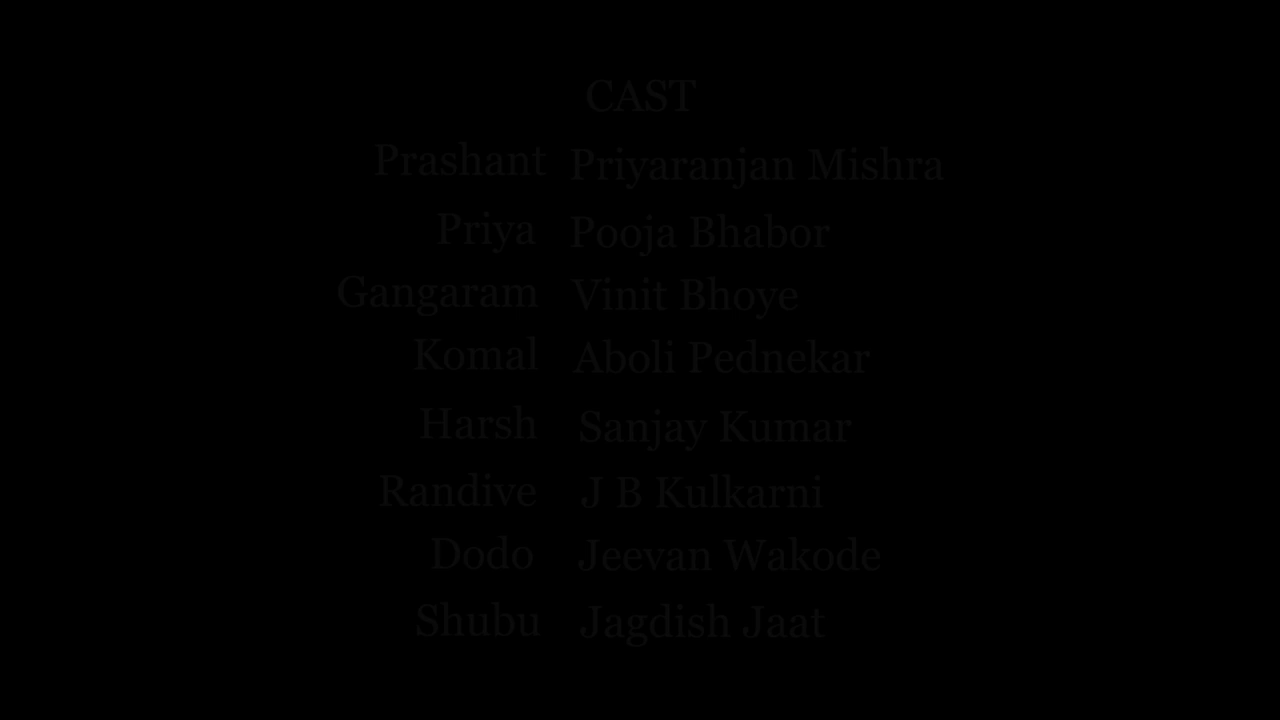 CAST
Prashant Priyaranjan Mishra
Priya Pooja Bhabor
Gangaram Vinit Bhoye
Komal Aboli Pednekar
Harsh Sanjay Kumar
Randive J B Kulkarni
Dodo Jeevan Wakode
Shubu Jagdish Jaat